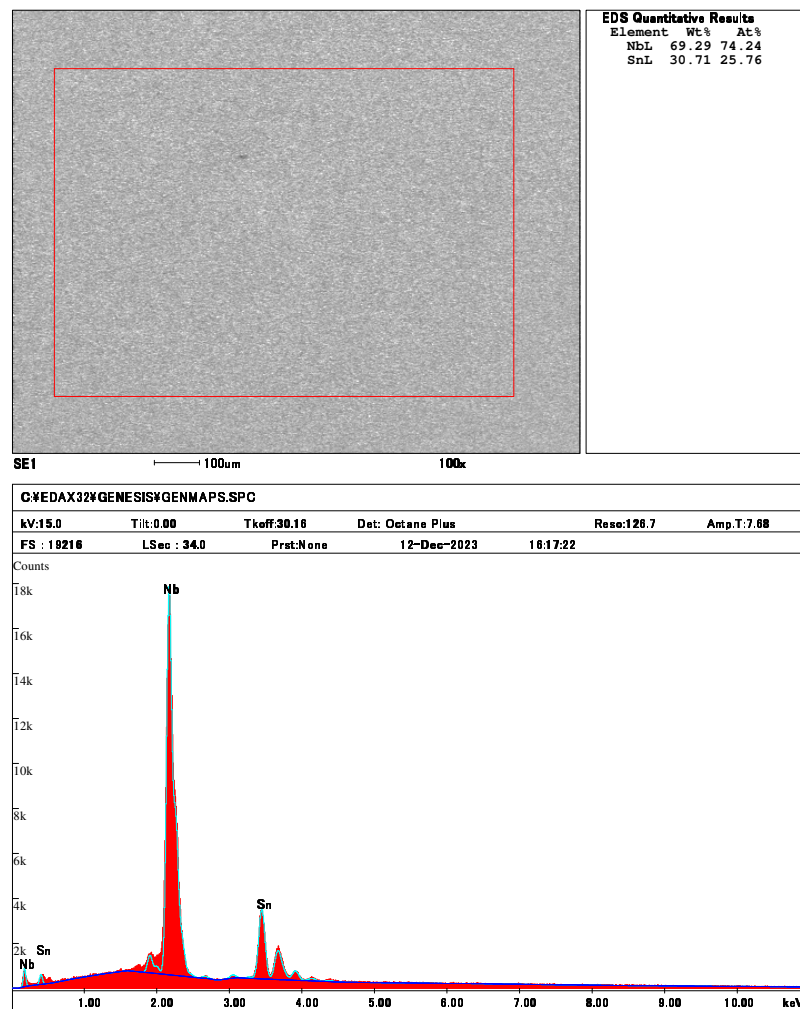 EDS Quantitative Results
Element Wt% At%
NbL 69.29 74.24
SnL 30.71 25.76
SE1 100um 100x
C:¥EDAX32¥GENESIS¥GENMAPS.SPC
kV:15.0 Tilt:0.00 Tkoff:30.16 Det: Octane Plus Reso:126.7 Amp.T:7.68
FS : 19216 LSec : 34.0 Prst:None 12-Dec-2023 16:17:22
Counts
Nb
18k
16k
14k
12k
10k
8k
6k
4k
Sn
2k
Sn
Nb
1.00 2.00 3.00 4.00 5.00 6.00 7.00 8.00 9.00 10.00 keV